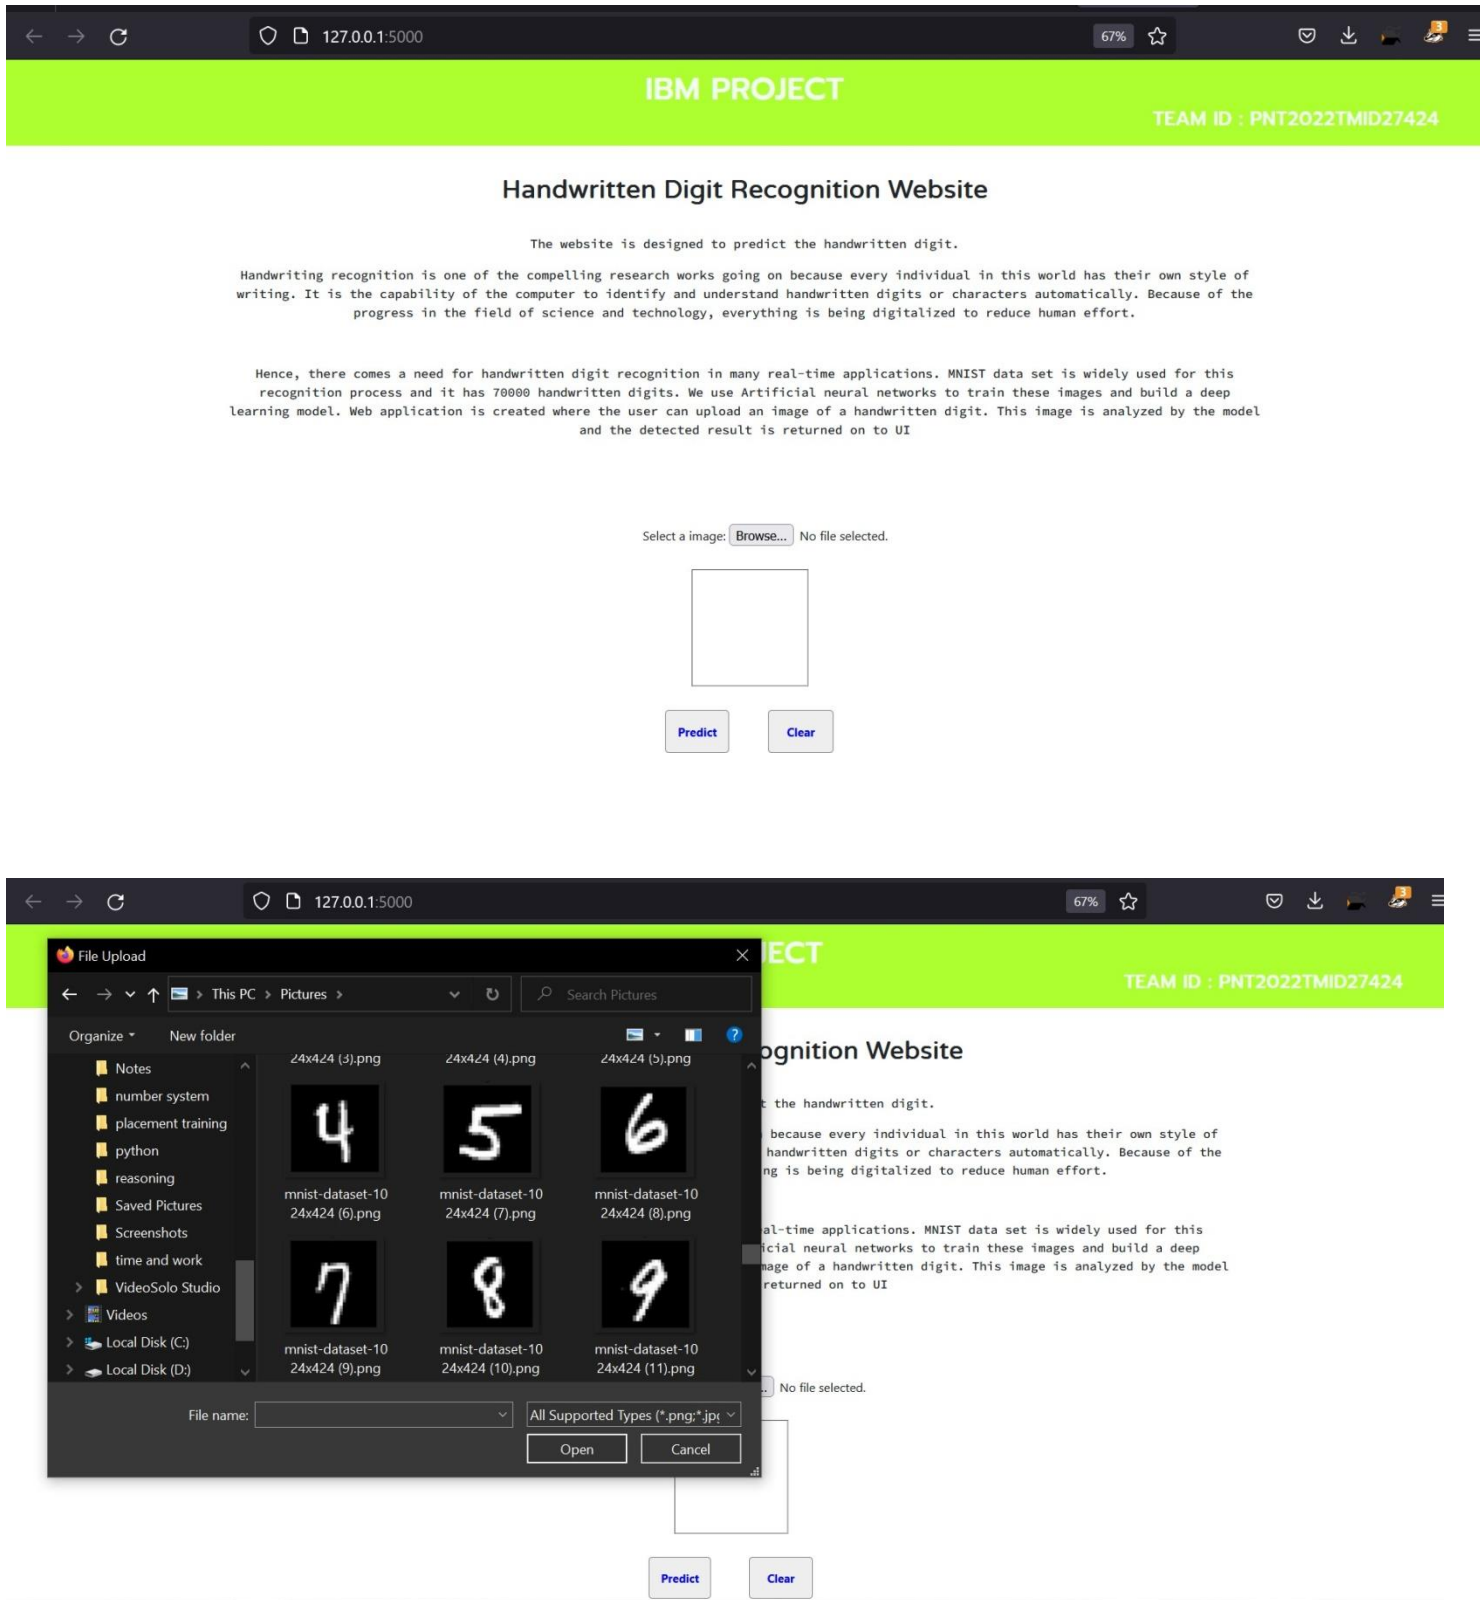 127.0.0.1:5000
67%
3
IBM PROJECT
TEAM ID : PNT2022TMID27424
Handwritten Digit Recognition Website
The website is designed to predict the handwritten digit.
Handwriting recognition is one of the compelling research works going on because every individual in this world has their own style of
writing. It is the capability of the computer to identify and understand handwritten digits or characters automatically. Because of the
progress in the field of science and technology, everything is being digitalized to reduce human effort.
Hence, there comes a need for handwritten digit recognition in many real-time applications. MNIST data set is widely used for this
recognition process and it has 70000 handwritten digits. We use Artificial neural networks to train these images and build a deep
learning model. Web application is created where the user can upload an image of a handwritten digit. This image is analyzed by the model
and the detected result is returned on to UI
Select a image: Browse... No file selected.
Predict Clear
127.0.0.1:5000
67%
3
File Upload
JECT
TEAM ID : PNT2022TMID27424
This PC > Pictures >
Search Pictures
Organize New folder
?
ognition Website
24x424 (3).png 24x424 (4).png 24x424 (5).png
Notes
number system
placement training
python
reasoning
Saved Pictures
Screenshots
time and work
VideoSolo Studio
Videos
Local Disk (C:)
Local Disk (D:)
4 5 6
mnist-dataset-10 mnist-dataset-10 mnist-dataset-10
24x424 (6).png 24x424 (7).png 24x424 (8).png
7 8 9
mnist-dataset-10 mnist-dataset-10 mnist-dataset-10
24x424 (9).png 24x424 (10).png 24x424 (11).png
File name:
All Supported Types (*.png;*.jpg
Open Cancel
t the handwritten digit.
because every individual in this world has their own style of
handwritten digits or characters automatically. Because of the
ng is being digitalized to reduce human effort.
al-time applications. MNIST data set is widely used for this
icial neural networks to train these images and build a deep
mage of a handwritten digit. This image is analyzed by the model
returned on to UI
No file selected.
Predict Clear